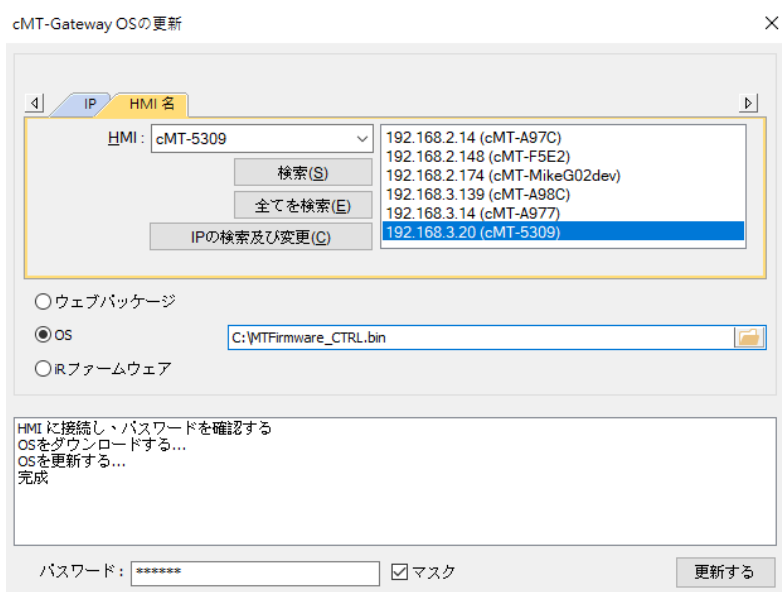 cMT-Gateway OSの更新
IP
HMI 名
HMI : cMT-5309
検索(S)
全てを検索(E)
IPの検索及び変更(C)
192.168.2.14 (cMT-A97C)
192.168.2.148 (cMT-F5E2)
192.168.2.174 (cMT-MikeG02dev)
192.168.3.139 (cMT-A98C)
192.168.3.14 (cMT-A977)
192.168.3.20 (cMT-5309)
ウェブパッケージ
OS C:\MTFirmware_CTRL.bin
iRファームウェア
HMI に接続し、パスワードを確認する
OSをダウンロードする...
OSを更新する...
完成
パスワード : ****** マスク 更新する